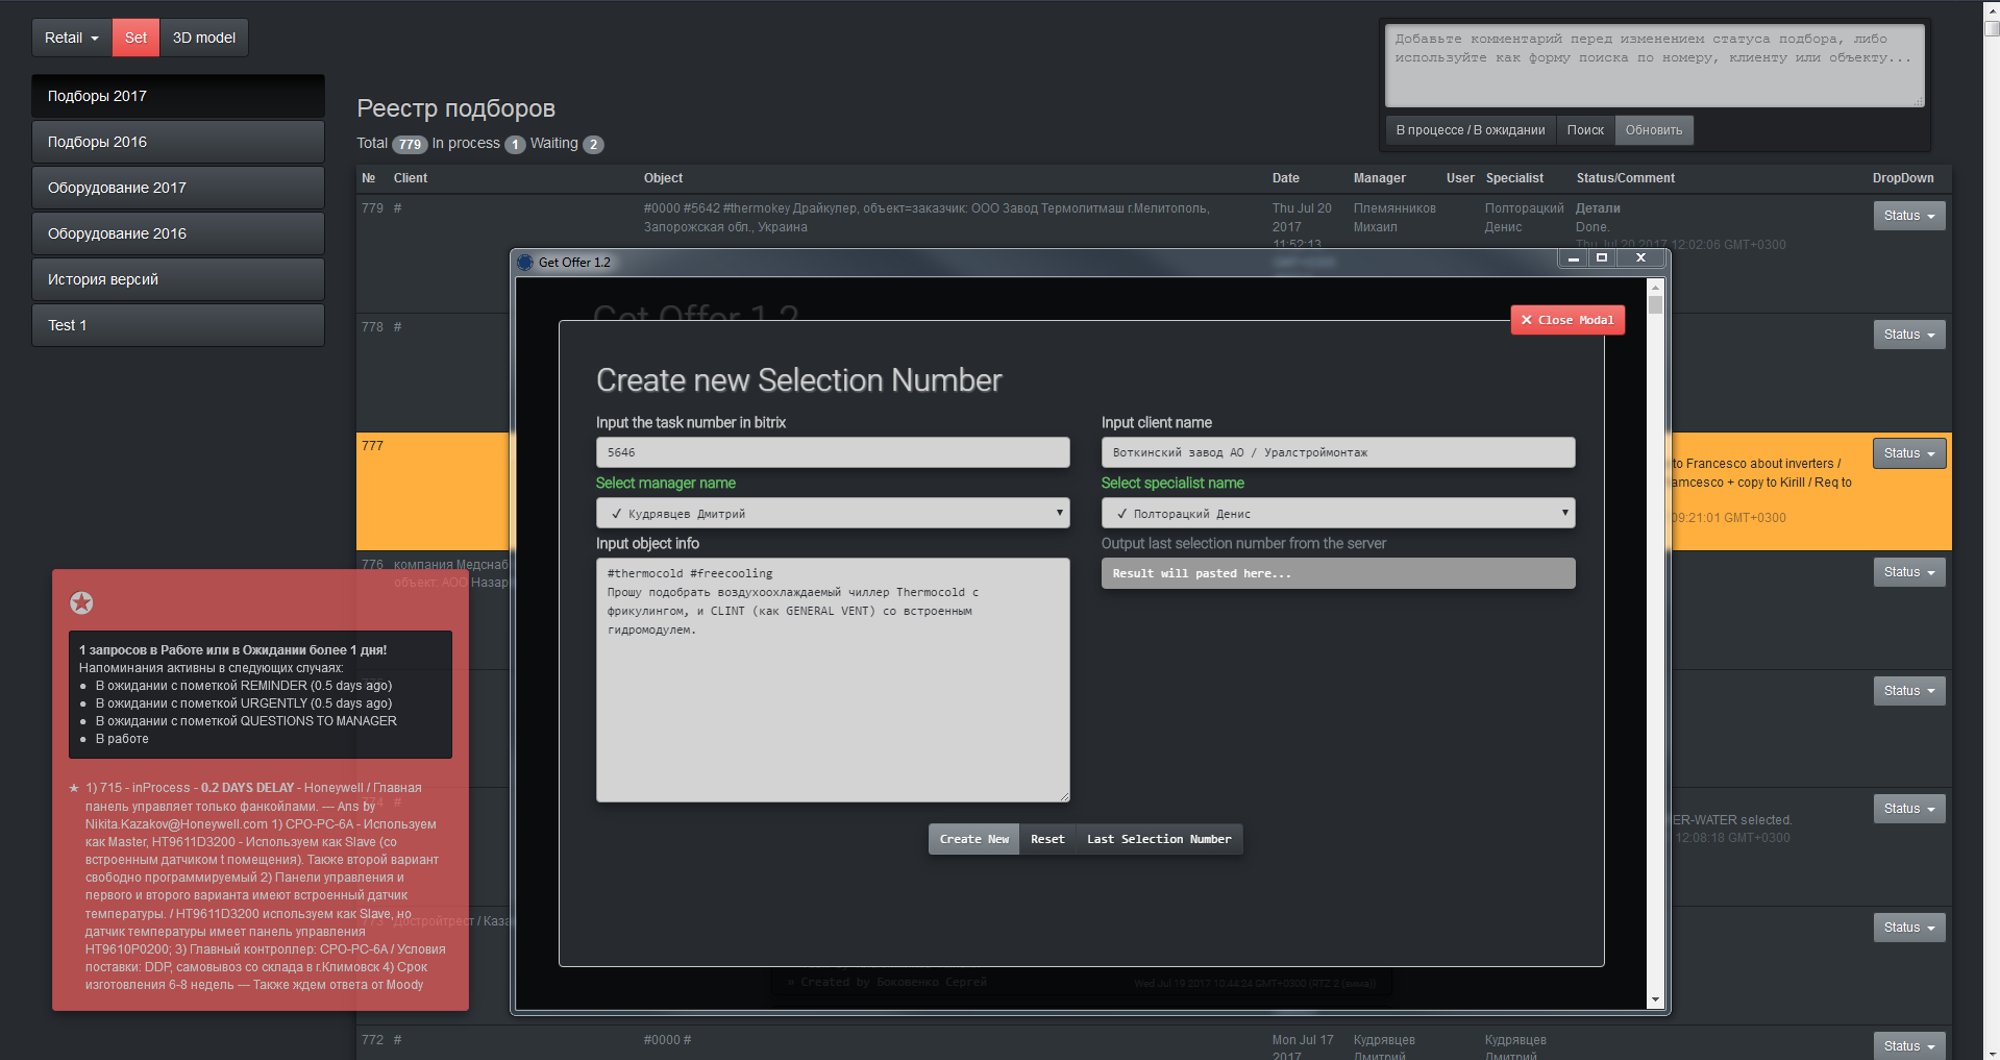 Retail
Set
3D model
Добавьте комментарий перед изменением статуса подбора, либо
используйте как форму поиска по номеру, клиенту или объекту...
В процессе / В ожидании
Поиск
Обновить
Подборы 2017
Подборы 2016
Оборудование 2017
Оборудование 2016
История версий
Test 1
Реестр подборов
Total 779 In process 1 Waiting 2
№ Client Object Date Manager User Specialist Status/Comment DropDown
779 # #0000 #5642 #thermokey Драйкулер, объект=заказчик: ООО Завод Термолитмаш г.Мелитополь, Thu Jul 20 Племянников Полторацкий Детали Status
Запорожская обл., Украина 2017 Михаил Денис Done.
11:52:13 Thu Jul 20 2017 12:02:06 GMT+0300
778 # Status
777 Status
to Francesco about inverters /
amcesco + copy to Kirill / Req to
09:21:01 GMT+0300
776 компания Медснаб Status
объект: АОО Назар
Status
# Status
ER-WATER selected.
12:08:18 GMT+0300
Достройтрест / Каза Status
772 # #0000 # Mon Jul 17 Кудрявцев Кудрявцев Status
2017 Дмитрий Дмитрий
Get Offer 1.2
Get Offer 1.2
Close Modal
Create new Selection Number
Input the task number in bitrix
5646
Input client name
Воткинский завод АО / Уралстроймонтаж
Select manager name
✓ Кудрявцев Дмитрий
Select specialist name
✓ Полторацкий Денис
Input object info
#thermocold #freecooling
Прошу подобрать воздухоохлаждаемый чиллер Thermocold с
фрикулингом, и CLINT (как GENERAL VENT) со встроенным
гидромодулем.
Output last selection number from the server
Result will pasted here...
Create New
Reset
Last Selection Number
» Created by Боковенко Сергей
Wed Jul 19 2017 10:44:24 GMT+0300 (RTZ 2 (зима))
1 запросов в Работе или в Ожидании более 1 дня!
Напоминания активны в следующих случаях:
В ожидании с пометкой REMINDER (0.5 days ago)
В ожидании с пометкой URGENTLY (0.5 days ago)
В ожидании с пометкой QUESTIONS TO MANAGER
В работе
1) 715 - inProcess - 0.2 DAYS DELAY - Honeywell / Главная
панель управляет только фанкойлами. --- Ans by
Nikita.Kazakov@Honeywell.com 1) CPO-PC-6A - Используем
как Master, HT9611D3200 - Используем как Slave (со
встроенным датчиком t помещения). Также второй вариант
свободно программируемый 2) Панели управления и
первого и второго варианта имеют встроенный датчик
температуры. / HT9611D3200 используем как Slave, но
датчик температуры имеет панель управления
HT9610P0200; 3) Главный контроллер: CPO-PC-6A / Условия
поставки: DDP, самовывоз со склада в г.Климовск 4) Срок
изготовления 6-8 недель --- Также ждем ответа от Moody